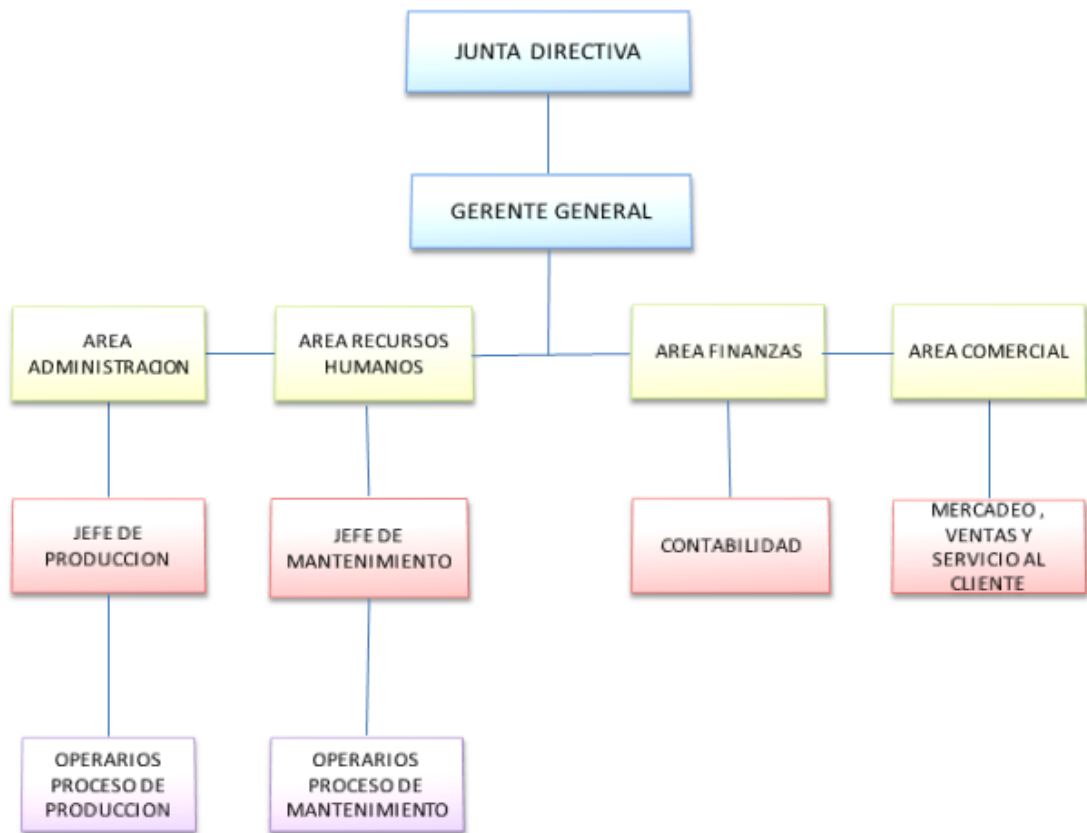 JUNTA DIRECTIVA
GERENTE GENERAL
AREA
ADMINISTRACION
AREA RECURSOS
HUMANOS
AREA FINANZAS
AREA COMERCIAL
JEFE DE
PRODUCCION
JEFE DE
MANTENIMIENTO
CONTABILIDAD
MERCADEO ,
VENTAS Y
SERVICIO AL
CLIENTE
OPERARIOS
PROCESO DE
PRODUCCION
OPERARIOS
PROCESO DE
MANTENIMIENTO